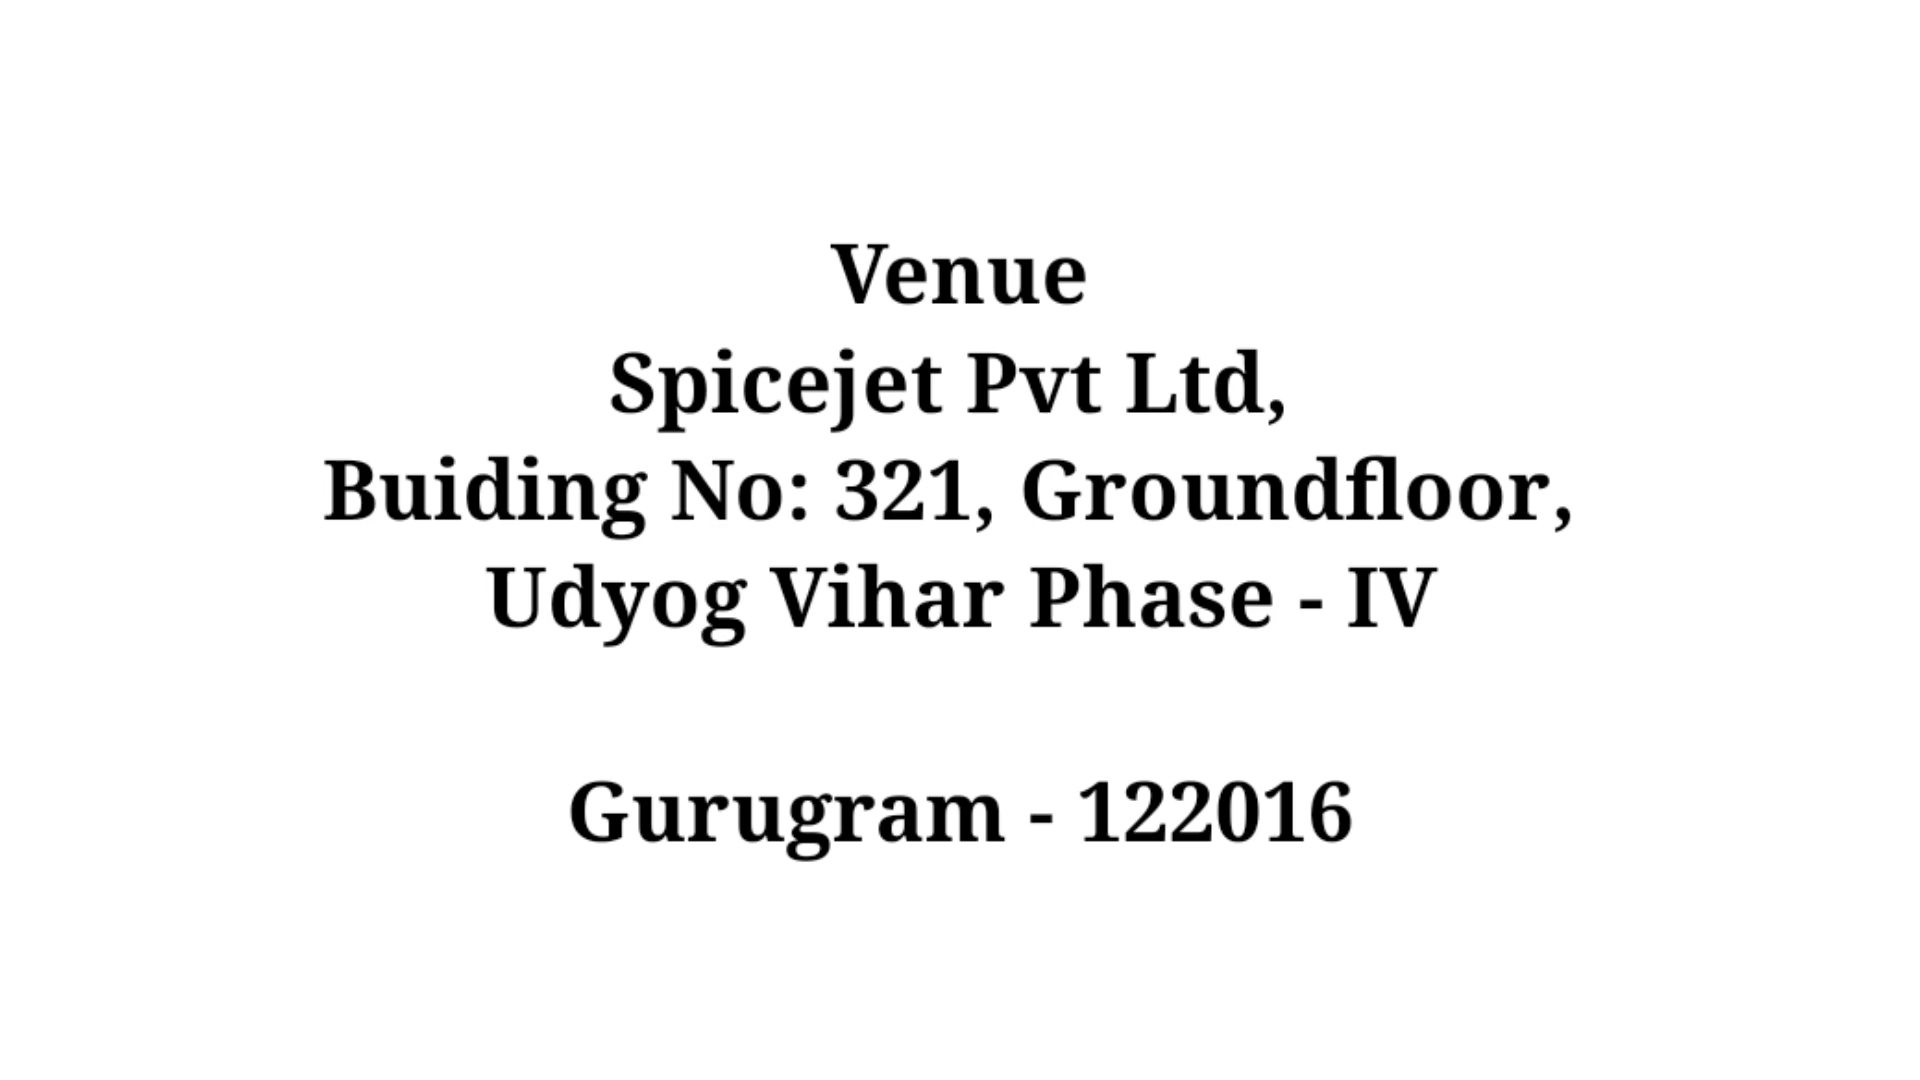 Venue
Spicejet Pvt Ltd,
Buiding No: 321, Groundfloor,
Udyog Vihar Phase - IV
Gurugram - 122016